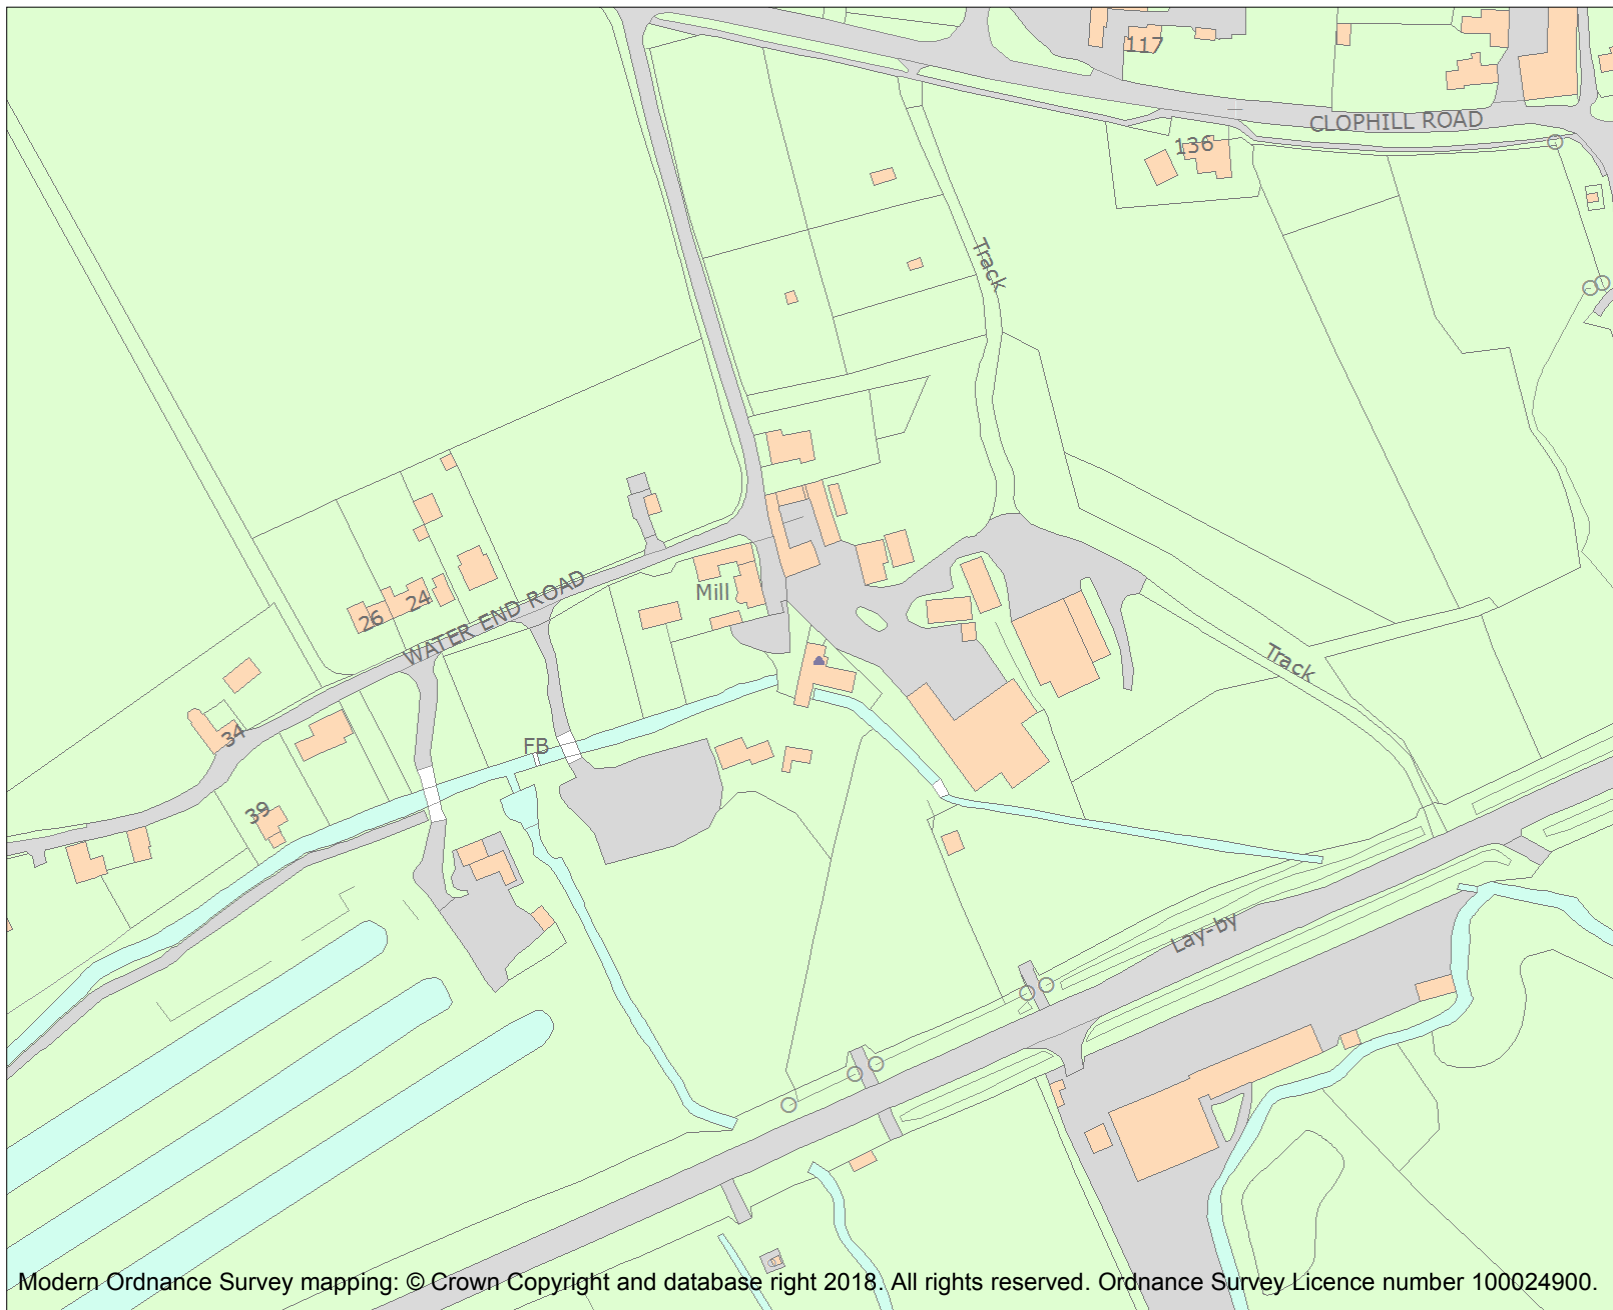 117
CLOPHILL ROAD
136
Track
Mill
24
26
WATER END ROAD
Track
34
FB
39
Lay-by
Modern Ordnance Survey mapping: © Crown Copyright and database right 2018. All rights reserved. Ordnance Survey Licence number 100024900.